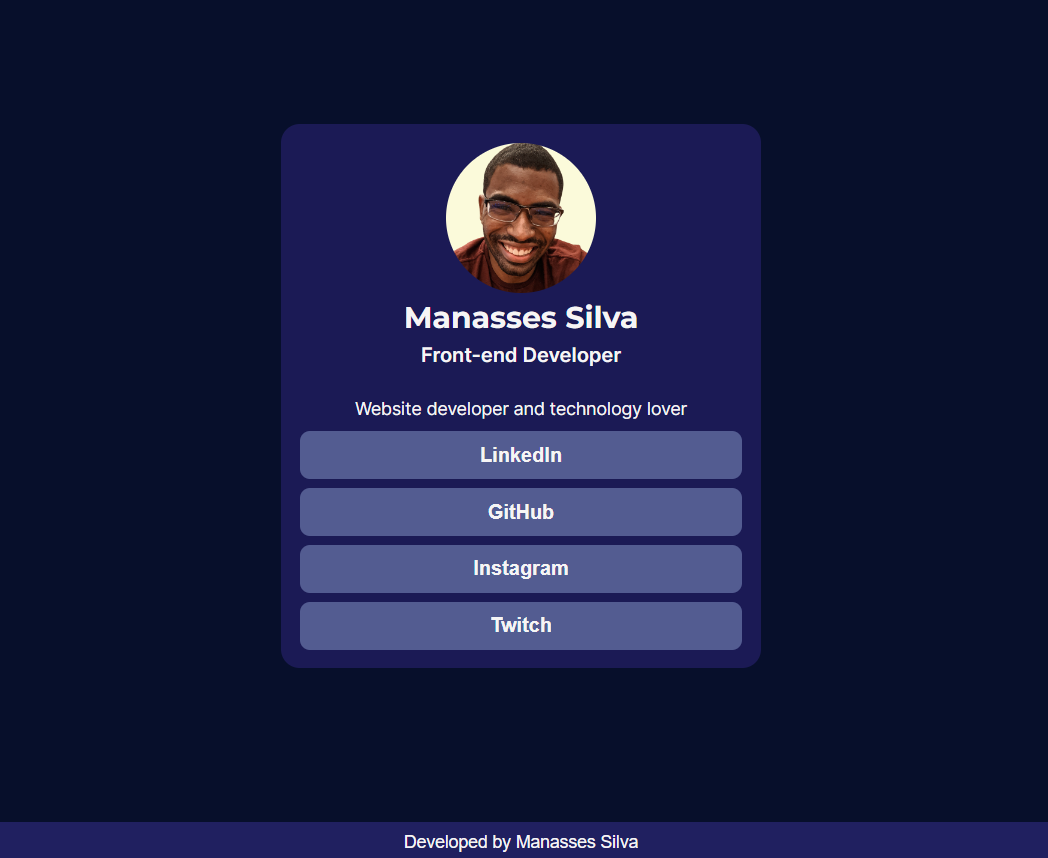 Manasses Silva
Front-end Developer
Website developer and technology lover
LinkedIn
GitHub
Instagram
Twitch
Developed by Manasses Silva